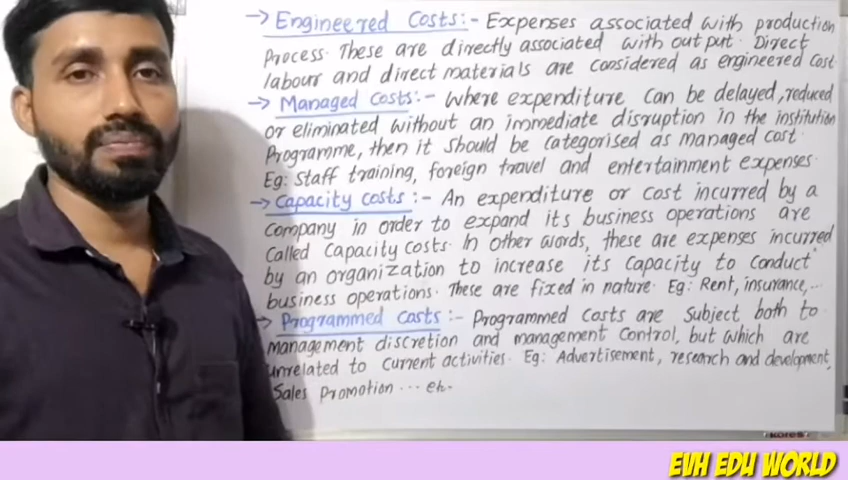 → Engineered Costs:- Expenses associated with production
Process. These are directly associated with output. Direct
labour and direct materials are considered as engineered cost
→ Managed Costs:- Where expenditure can be delayed, reduced
or eliminated without an immediate disruption in the institution
Programme, then it should be categorised as managed cost.
Eg: Staff training, foreign travel and entertainment expenses.
→ Capacity costs :- An expenditure or cost incurred by a
Company in order to expand its business operations are
Called Capacity costs. In other words, these are expenses incurred
by an organization to increase its Capacity to Conduct
business operations. These are fixed in nature. Eg: Rent, insurance,...
→ Programmed Costs :- Programmed Costs are Subject both to
management discretion and management Control, but which are
Unrelated to Current activities. Eg: Advertisement, research and development,
Sales Promotion ... etc.
KORES
EVH EDU WORLD